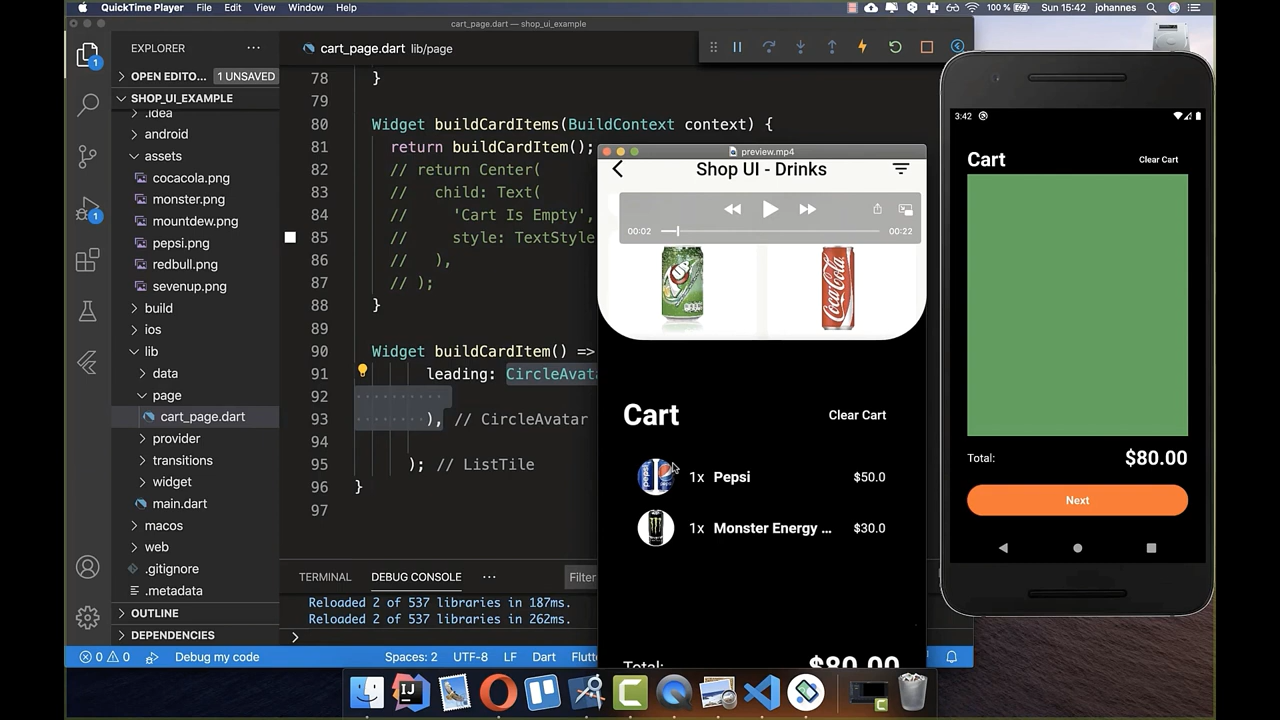 QuickTime Player File Edit View Window Help
100 % Sun 15:42 johannes
cart_page.dart — shop_ui_example
EXPLORER
OPEN EDITO... 1 UNSAVED
SHOP_UI_EXAMPLE
.idea
android
assets
cocacola.png
monster.png
mountdew.png
pepsi.png
redbull.png
sevenup.png
build
ios
lib
data
page
cart_page.dart
provider
transitions
widget
main.dart
macos
web
.gitignore
.metadata
OUTLINE
DEPENDENCIES
1
1
cart_page.dart lib/page
78 }
79
80 Widget buildCardItems(BuildContext context) {
81 return buildCardItem();
82 // return Center(
83 // child: Text(
84 // 'Cart Is Empty',
85 // style: TextStyle
86 // ),
87 // );
88 }
89
90 Widget buildCardItem() =>
91 leading: CircleAvata
92
93 ), // CircleAvatar
94
95 ); // ListTile
96 }
97
TERMINAL DEBUG CONSOLE ··· Filter
Reloaded 2 of 537 libraries in 187ms.
Reloaded 2 of 537 libraries in 262ms.
>
0 0 Debug my code Spaces: 2 UTF-8 LF Dart Flutt
preview.mp4
Shop UI - Drinks
00:02 00:22
Coca-Cola
Cart Clear Cart
pepsi 1x Pepsi $50.0
1x Monster Energy ... $30.0
Total: $80.00
3:42
Cart Clear Cart
Total: $80.00
Next